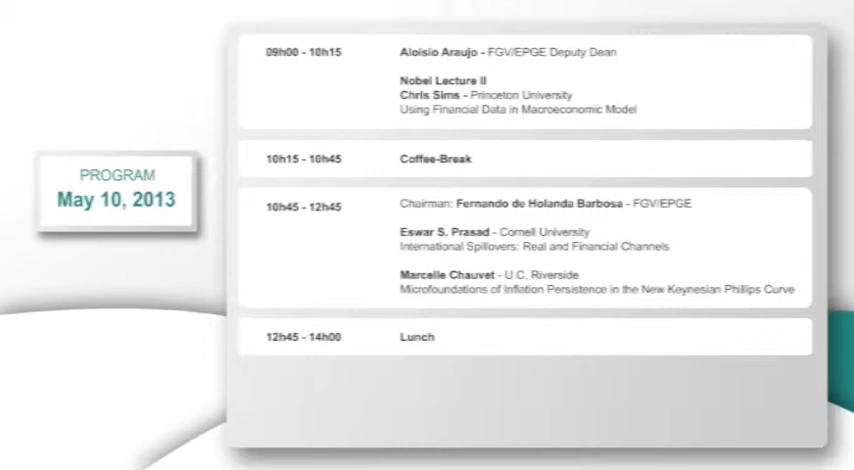 PROGRAM
May 10, 2013
09h00 - 10h15
Aloisio Araujo - FGV/EPGE Deputy Dean
Nobel Lecture II
Chris Sims - Princeton University
Using Financial Data in Macroeconomic Model
10h15 - 10h45
Coffee-Break
10h45 - 12h45
Chairman: Fernando de Holanda Barbosa - FGV/EPGE
Eswar S. Prasad - Cornell University
International Spillovers: Real and Financial Channels
Marcelle Chauvet - U.C. Riverside
Microfoundations of Inflation Persistence in the New Keynesian Phillips Curve
12h45 - 14h00
Lunch